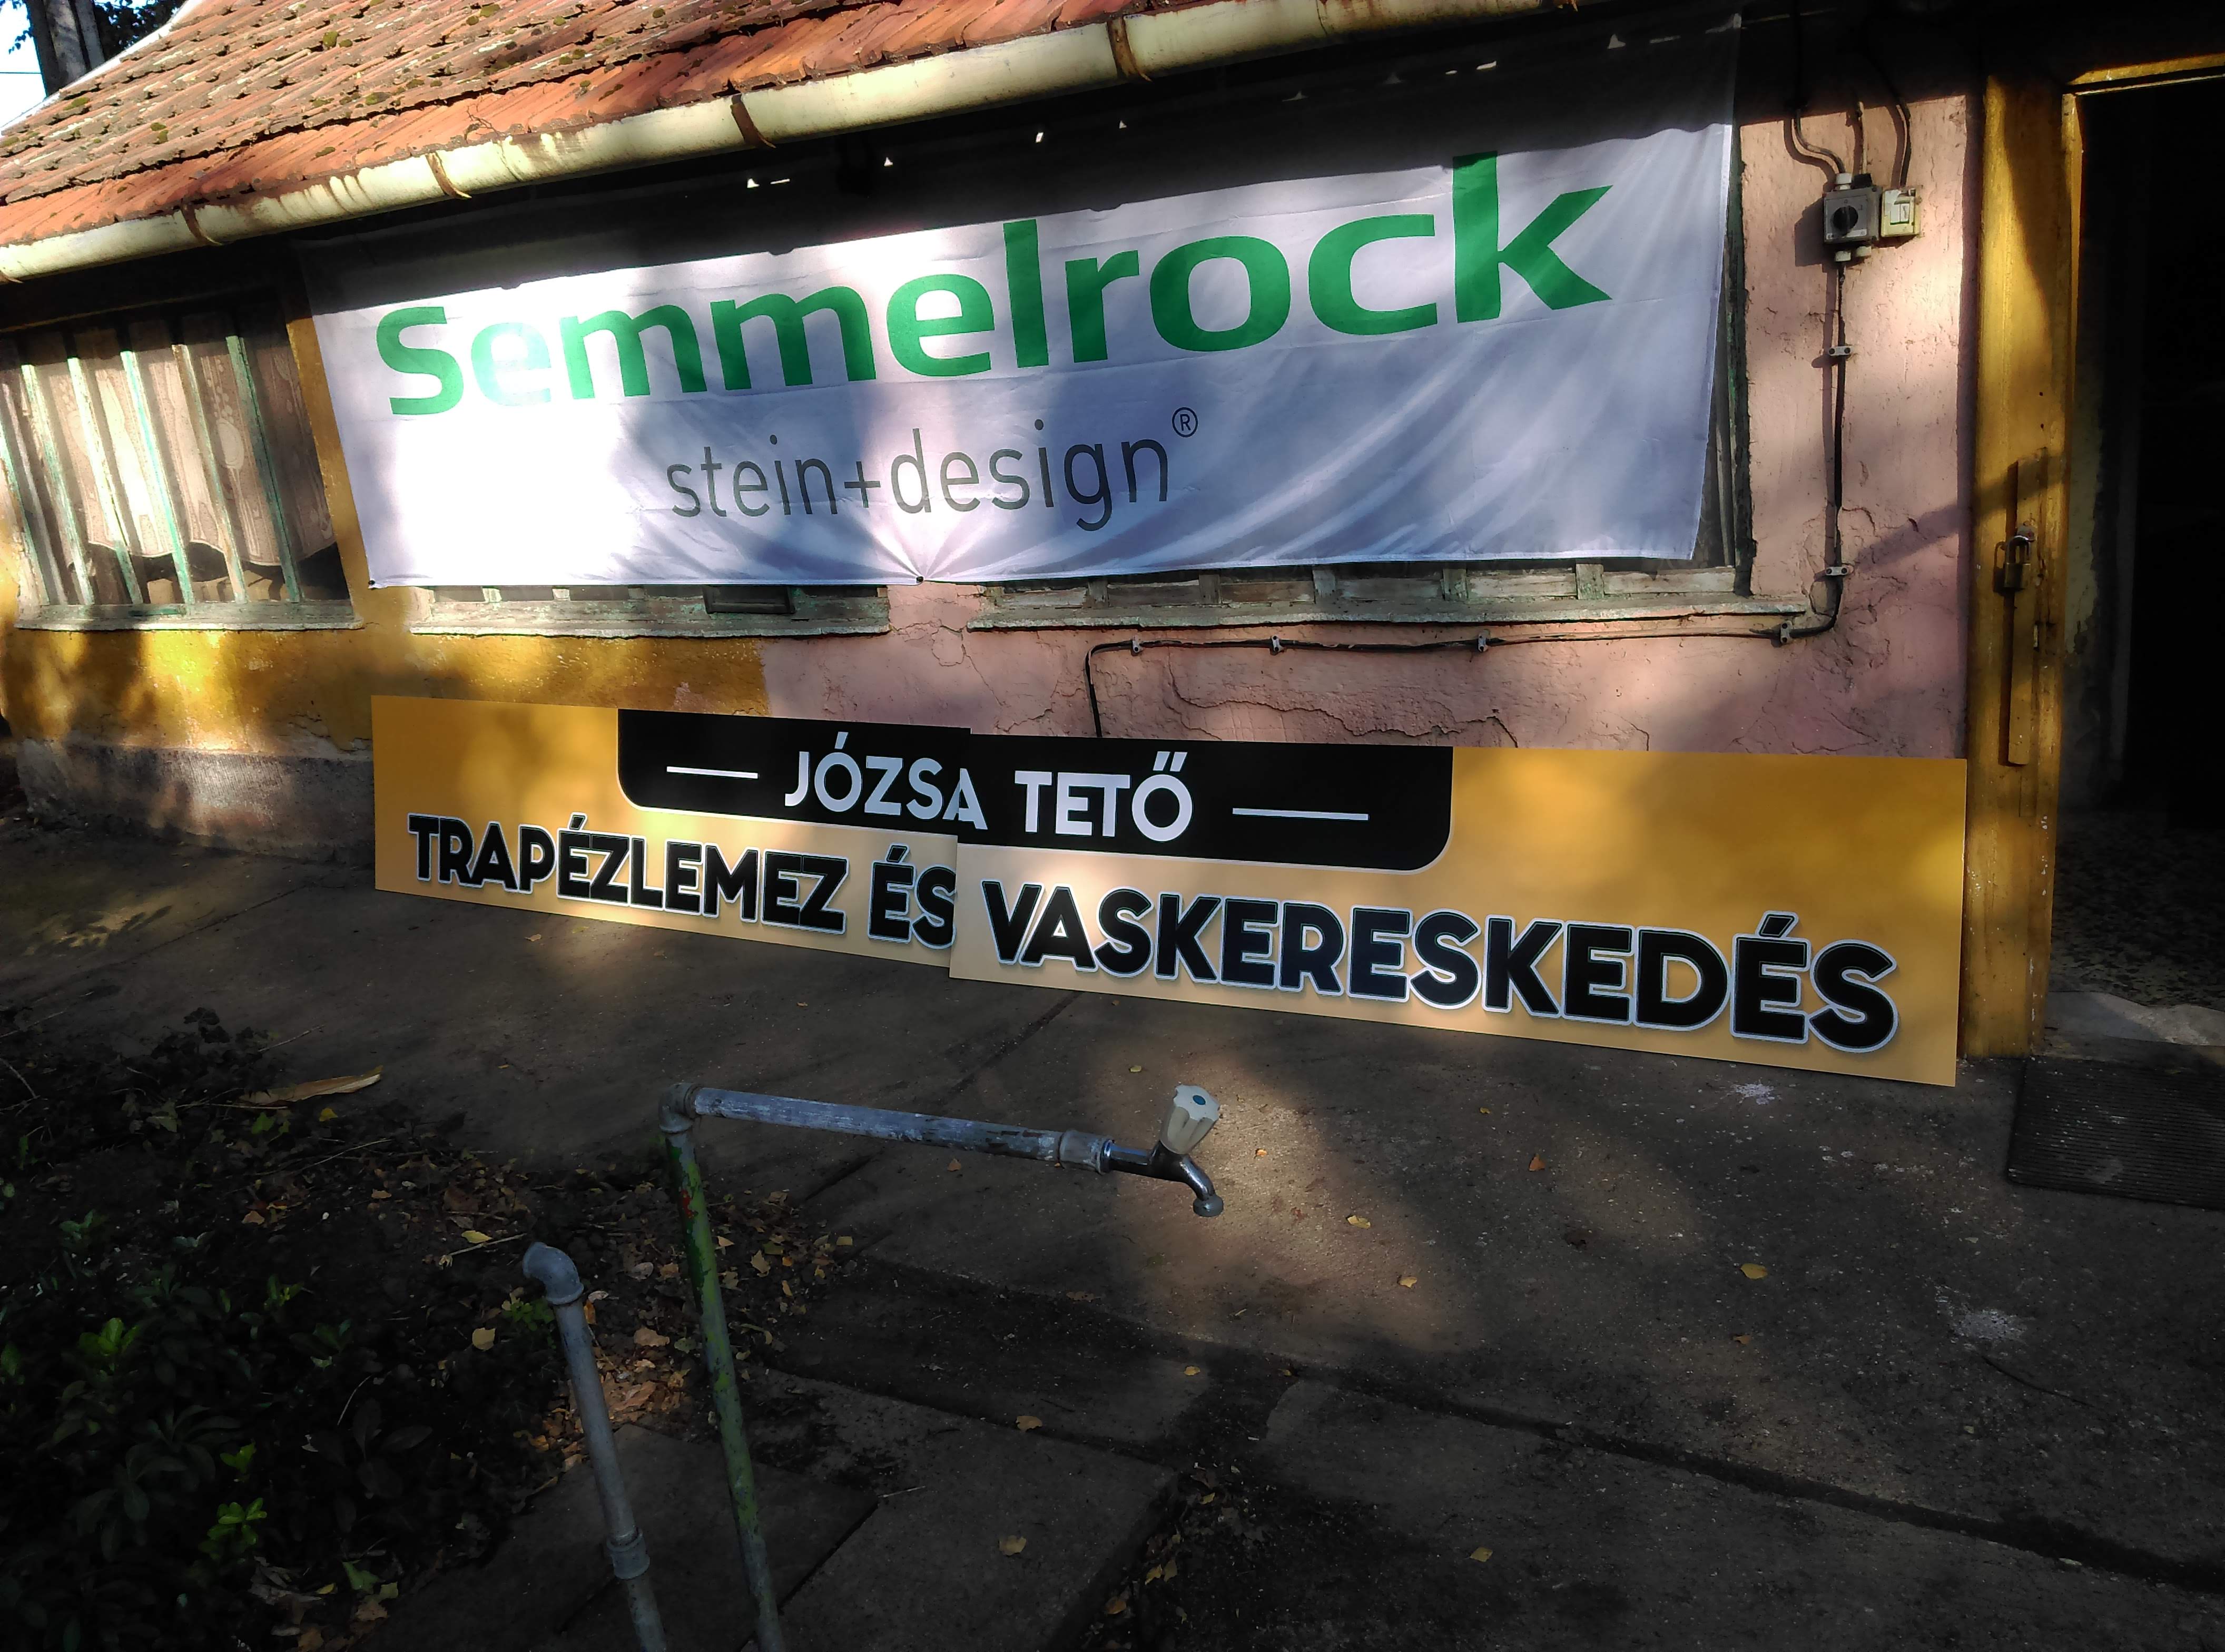 Semmelrock
stein+design®
— JÓZSA TETŐ —
TRAPÉZLEMEZ ÉS VASKERESKEDÉS